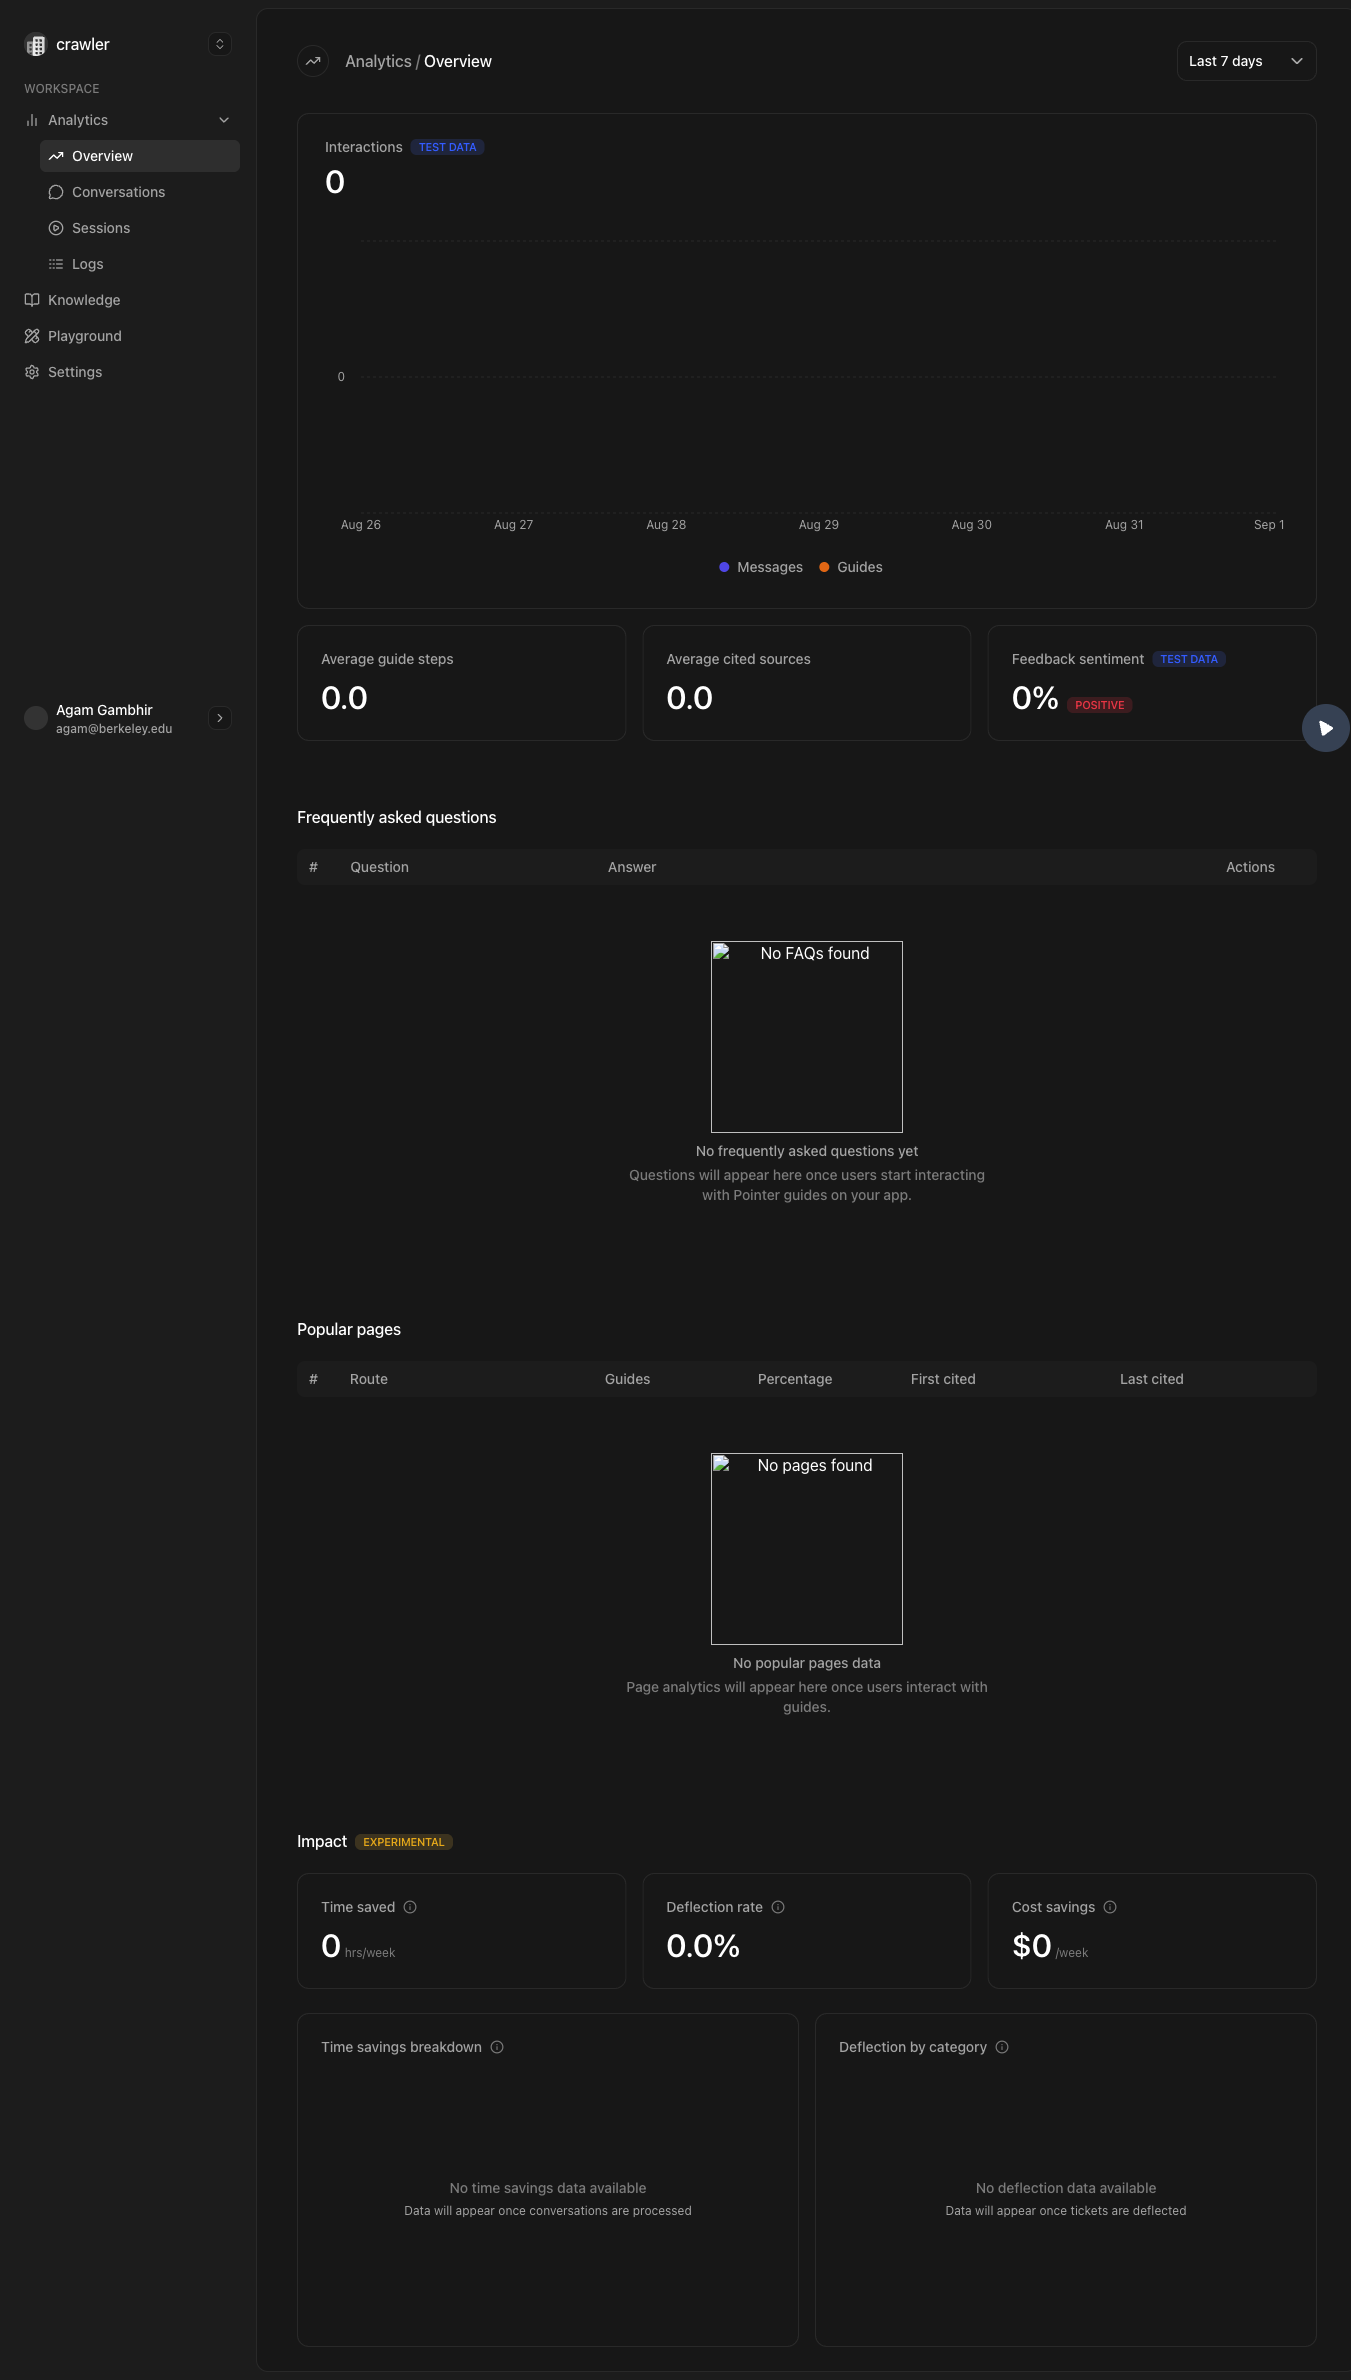 crawler
WORKSPACE
Analytics
Overview
Conversations
Sessions
Logs
Knowledge
Playground
Settings
Agam Gambhir
agam@berkeley.edu
Analytics / Overview
Last 7 days
Interactions TEST DATA
0
0
Aug 26 Aug 27 Aug 28 Aug 29 Aug 30 Aug 31 Sep 1
Messages Guides
Average guide steps
0.0
Average cited sources
0.0
Feedback sentiment TEST DATA
0% POSITIVE
Frequently asked questions
# Question Answer Actions
No FAQs found
No frequently asked questions yet
Questions will appear here once users start interacting
with Pointer guides on your app.
Popular pages
# Route Guides Percentage First cited Last cited
No pages found
No popular pages data
Page analytics will appear here once users interact with
guides.
Impact EXPERIMENTAL
Time saved
0 hrs/week
Deflection rate
0.0%
Cost savings
$0 /week
Time savings breakdown
No time savings data available
Data will appear once conversations are processed
Deflection by category
No deflection data available
Data will appear once tickets are deflected